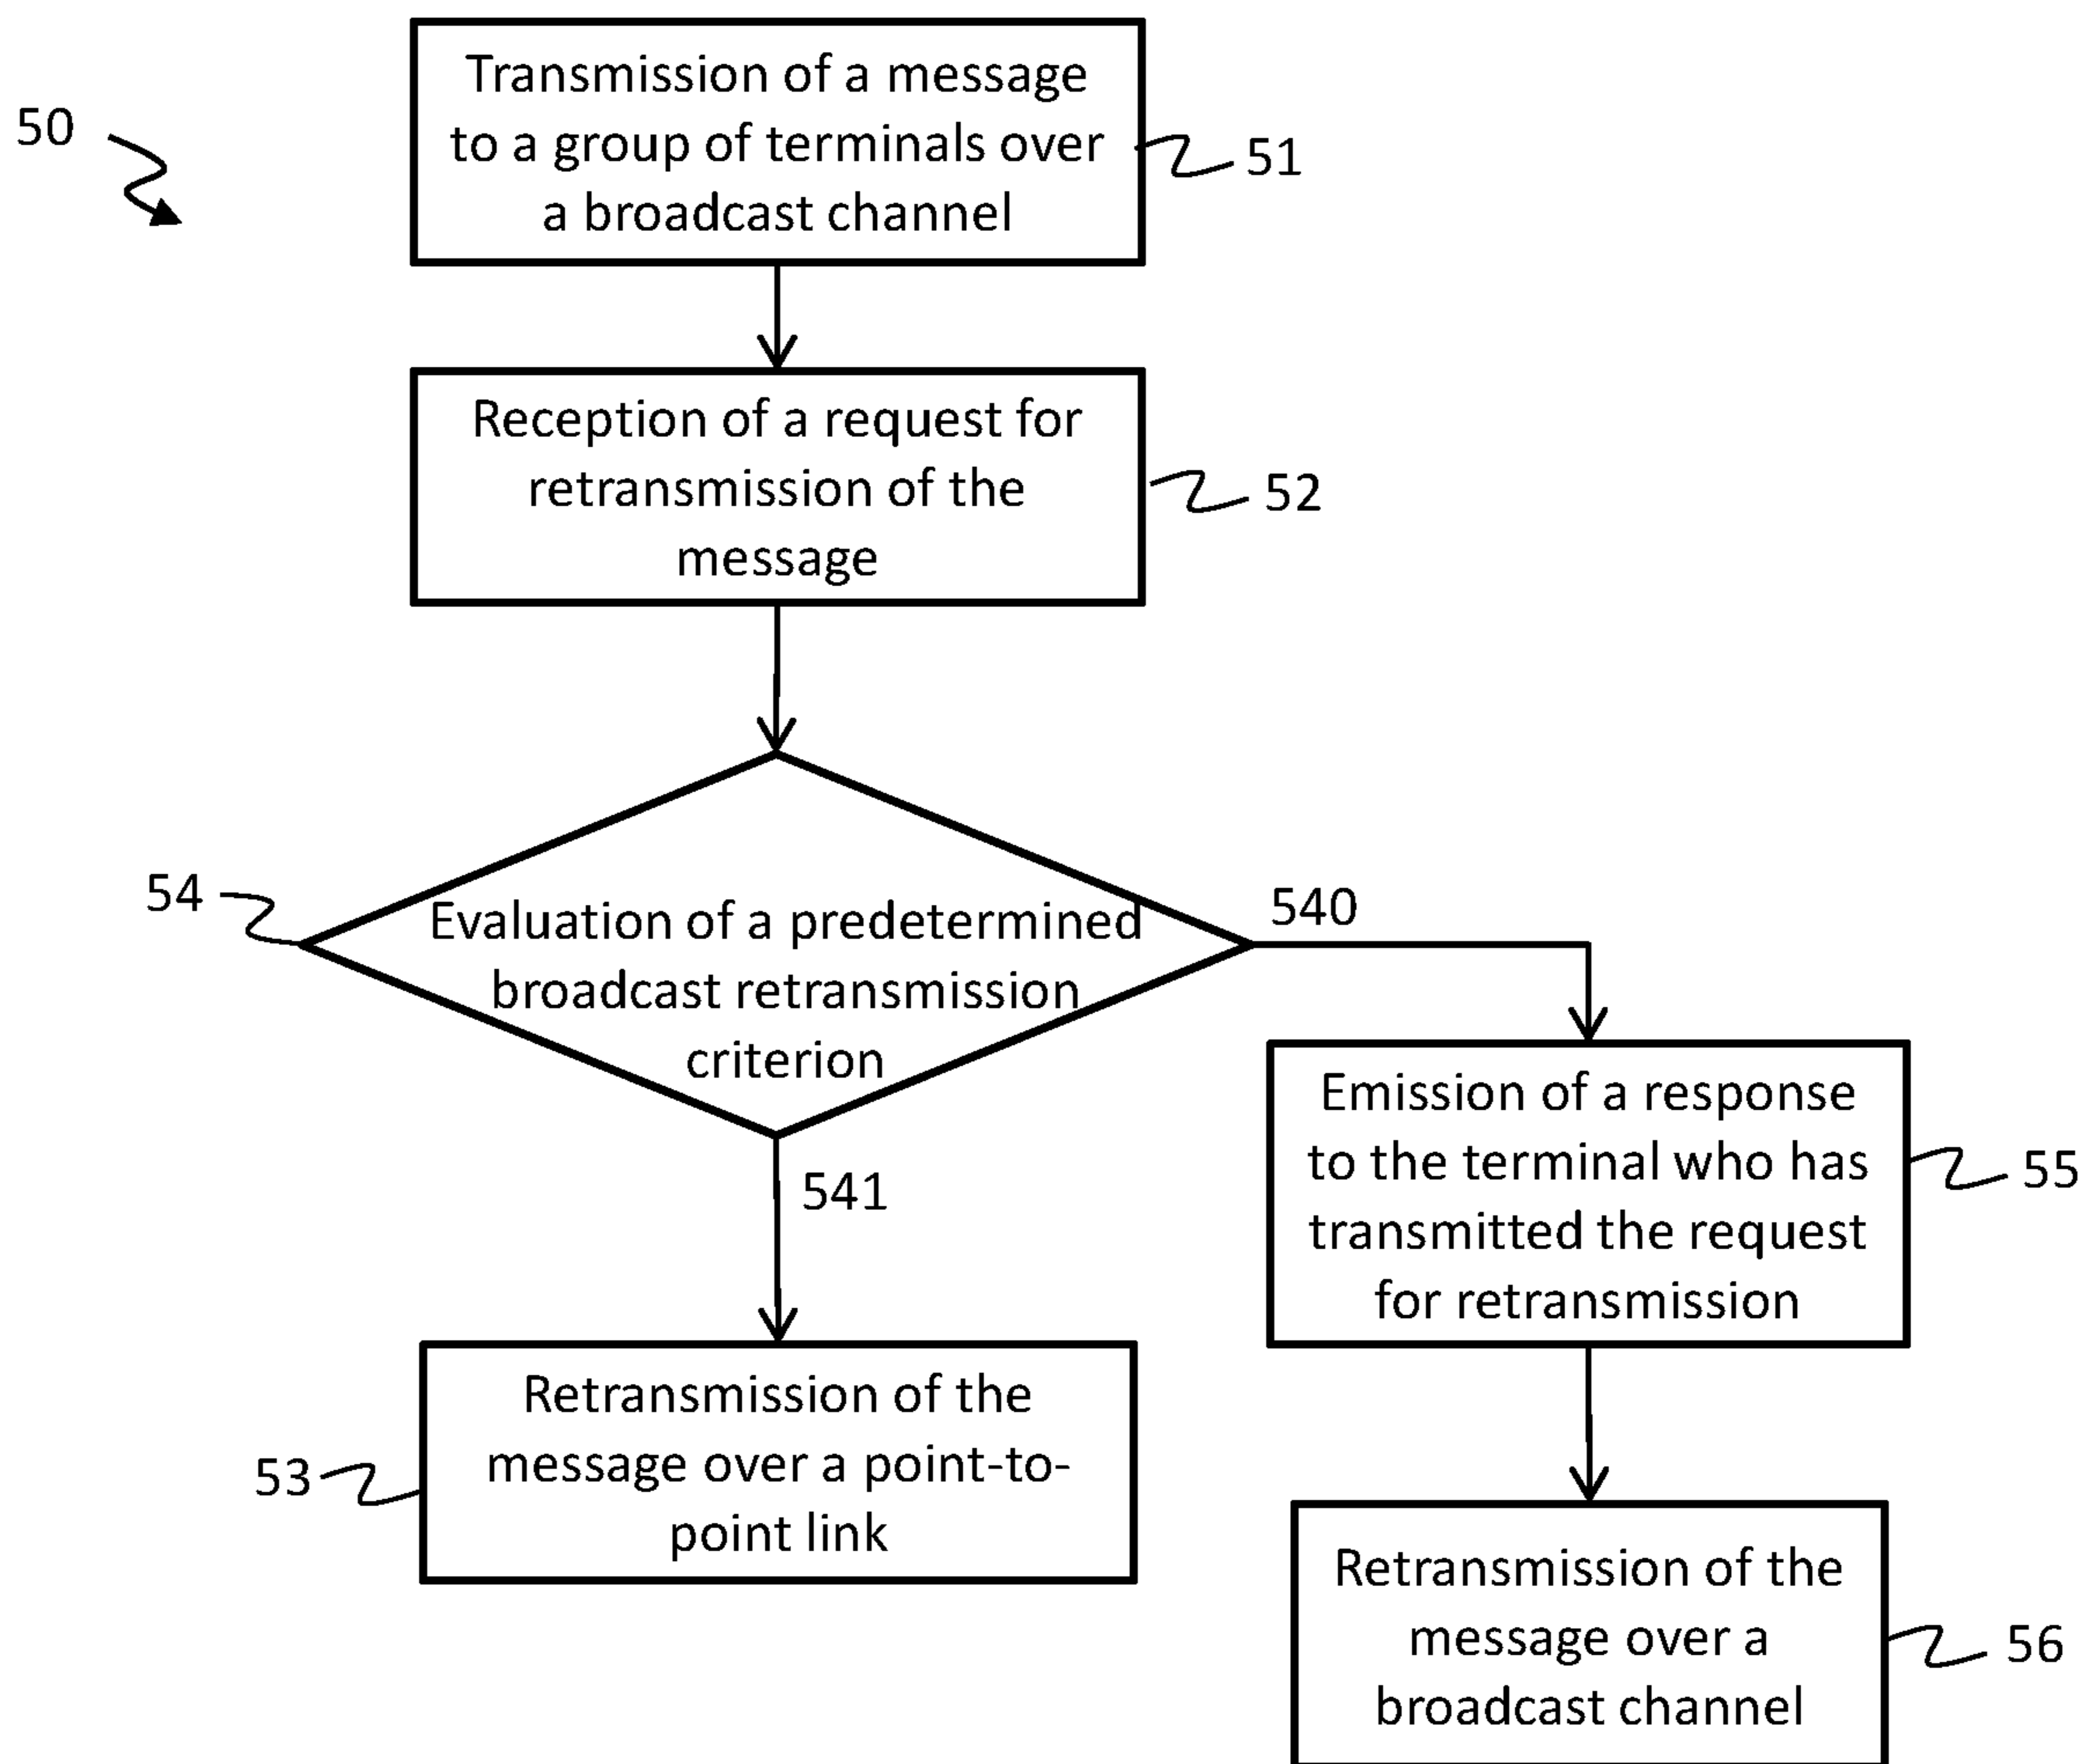 50
Transmission of a message
to a group of terminals over
a broadcast channel
51
Reception of a request for
retransmission of the
message
52
54
Evaluation of a predetermined
broadcast retransmission
criterion
540
541
Emission of a response
to the terminal who has
transmitted the request
for retransmission
55
Retransmission of the
message over a point-to-
point link
53
Retransmission of the
message over a
broadcast channel
56